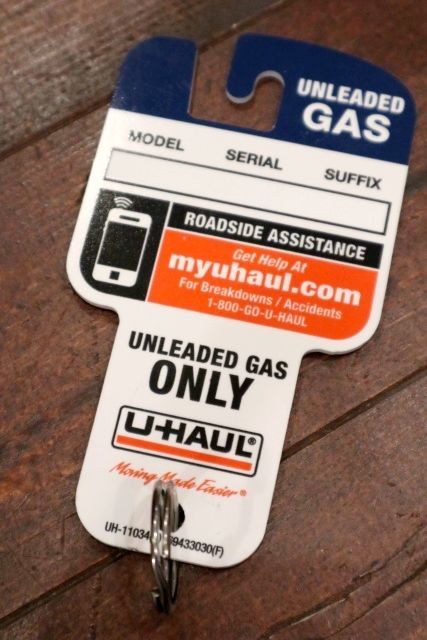 UNLEADED
GAS
MODEL SERIAL SUFFIX
ROADSIDE ASSISTANCE
Get Help At
myuhaul.com
For Breakdowns / Accidents
1-800-GO-U-HAUL
UNLEADED GAS
ONLY
U-HAUL®
Moving Made Easier®